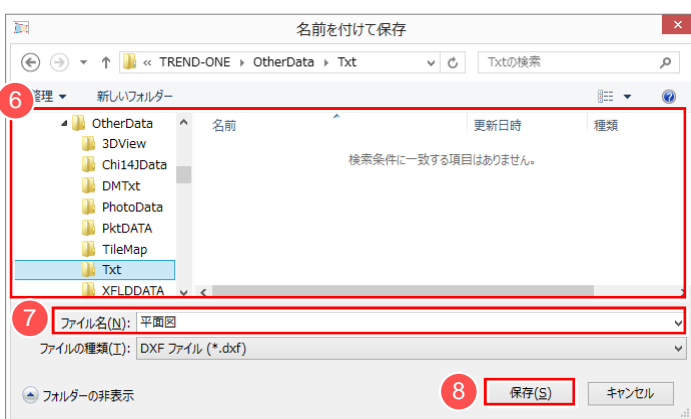 名前を付けて保存
« TREND-ONE OtherData Txt Txtの検索
6
整理 新しいフォルダー
OtherData 名前 更新日時 種類
3DView
検索条件に一致する項目はありません。
Chi14JData
DMTxt
PhotoData
PktDATA
TileMap
Txt
XFLDDATA
7
ファイル名(N): 平面図
ファイルの種類(T): DXF ファイル (*.dxf)
フォルダーの非表示 8 保存(S) キャンセル